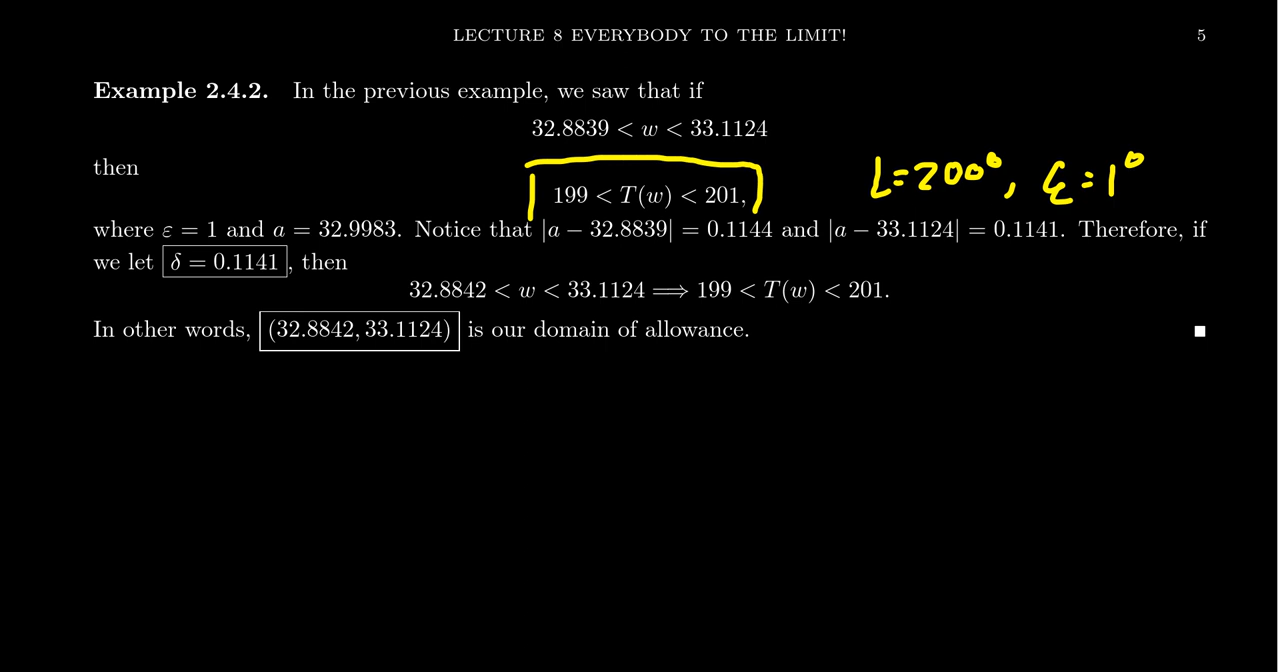 LECTURE 8 EVERYBODY TO THE LIMIT! 5
Example 2.4.2. In the previous example, we saw that if
32.8839 < w < 33.1124
then
199 < T(w) < 201,
L=200°, ε=1°
where ε = 1 and a = 32.9983. Notice that |a − 32.8839| = 0.1144 and |a − 33.1124| = 0.1141. Therefore, if
we let δ = 0.1141, then
32.8842 < w < 33.1124 ⟹ 199 < T(w) < 201.
In other words, (32.8842, 33.1124) is our domain of allowance. ■